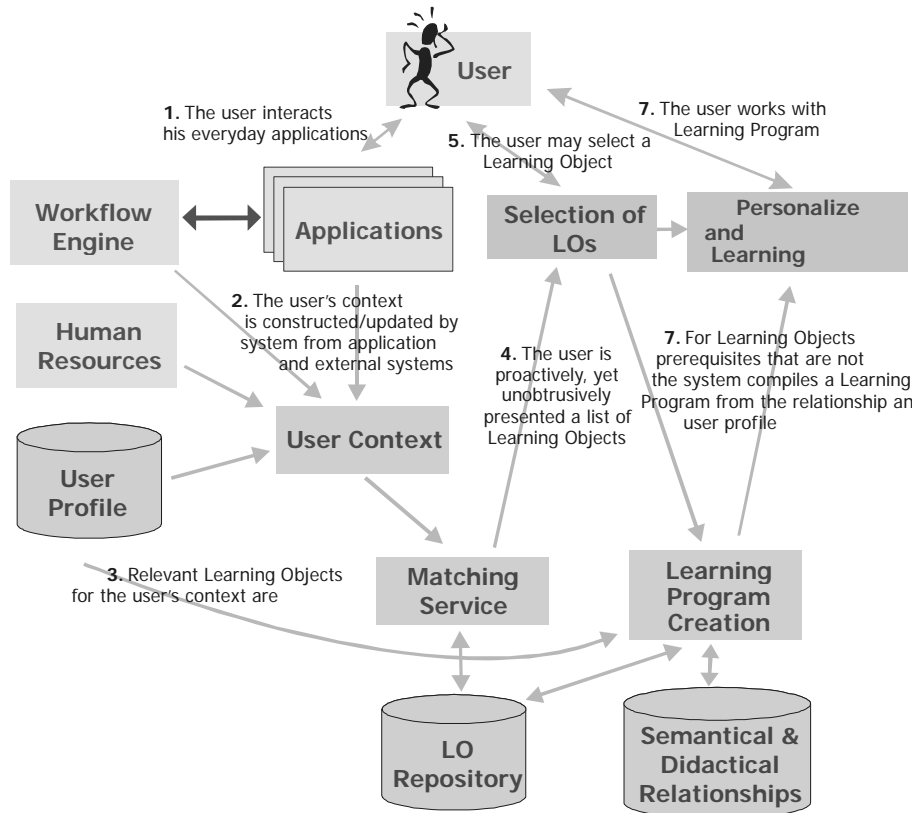 User
1. The user interacts
his everyday applications
7. The user works with
Learning Program
5. The user may select a
Learning Object
Workflow
Engine
Applications
Selection of
LOs
Personalize
and
Learning
2. The user's context
is constructed/updated by
system from application
and external systems
Human
Resources
4. The user is
proactively, yet
unobtrusively
presented a list of
Learning Objects
7. For Learning Objects
prerequisites that are not
the system compiles a Learning
Program from the relationship an
user profile
User Context
User
Profile
3. Relevant Learning Objects
for the user's context are
Matching
Service
Learning
Program
Creation
LO
Repository
Semantical &
Didactical
Relationships